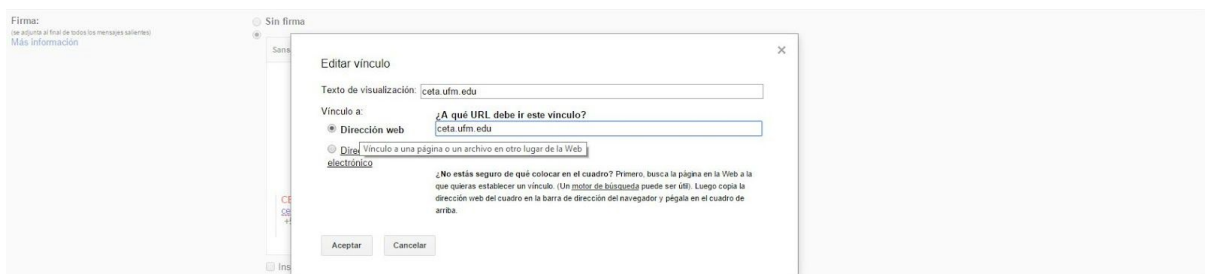 Firma:
(se adjunta al final de todos los mensajes salientes)
Más información
Sin firma
Sans
Editar vínculo
×
Texto de visualización: ceta.ufm.edu
Vínculo a:
¿A qué URL debe ir este vínculo?
Dirección web
ceta.ufm.edu
Vínculo a una página o un archivo en otro lugar de la Web
electrónico
¿No estás seguro de qué colocar en el cuadro? Primero, busca la página en la Web a la
que quieras establecer un vínculo. (Un motor de búsqueda puede ser útil). Luego copia la
dirección web del cuadro en la barra de dirección del navegador y pégala en el cuadro de
arriba.
CE
ce
Aceptar
Cancelar
Ins